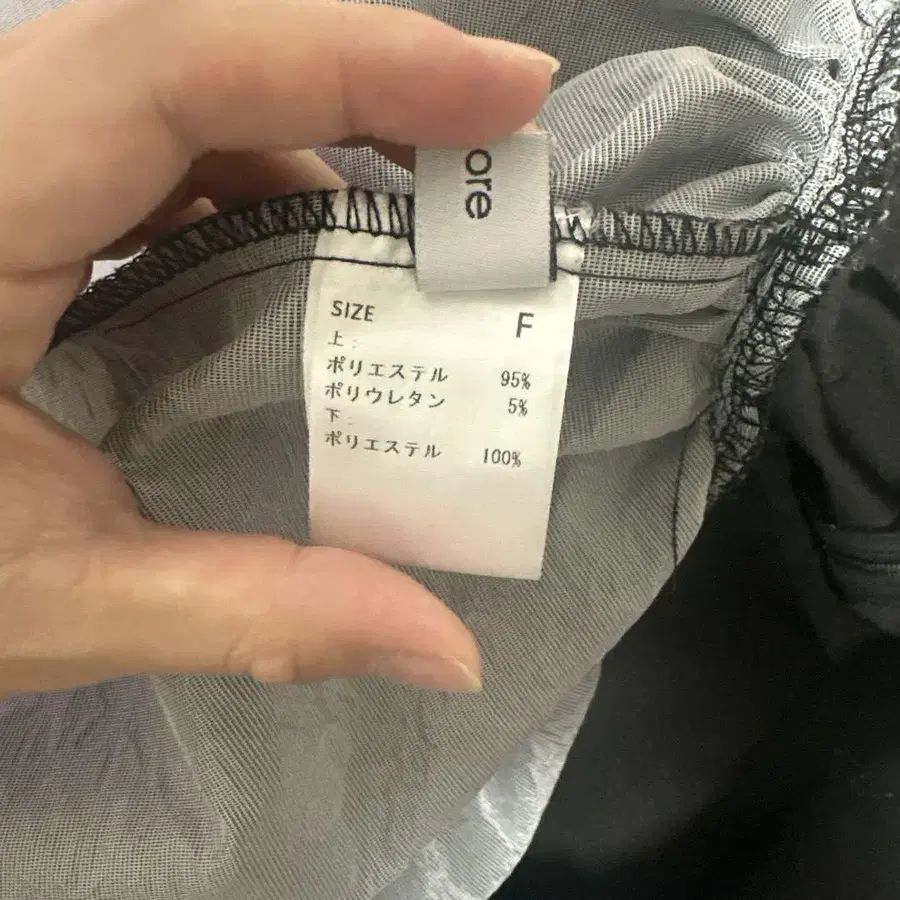 ore
SIZE F
上:
ポリエステル 95%
ポリウレタン 5%
下:
ポリエステル 100%